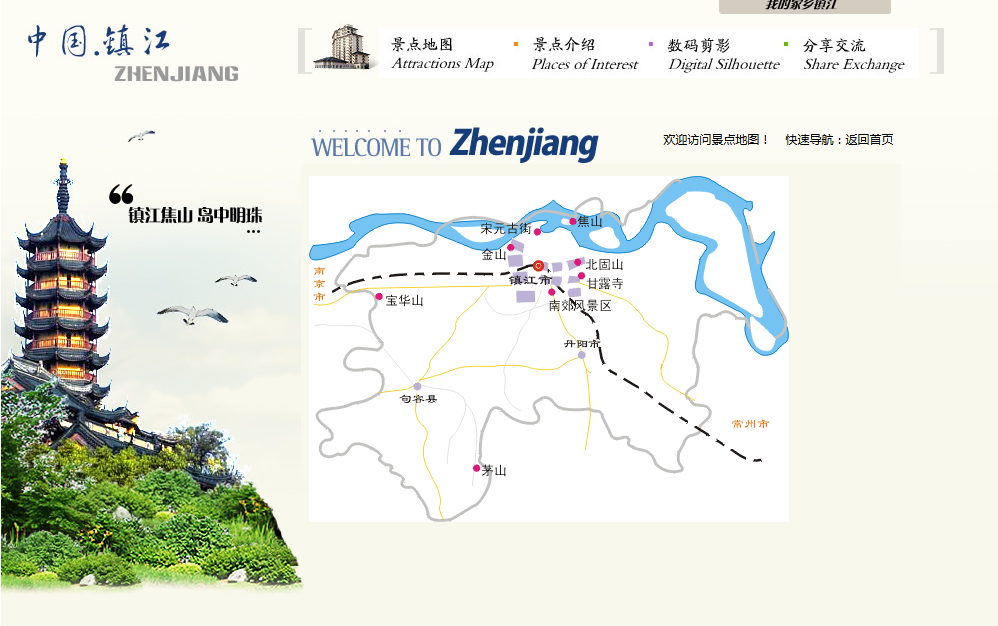 我的家乡镇江
中国.镇江
ZHENJIANG
景点地图
Attractions Map
景点介绍
Places of Interest
数码剪影
Digital Silhouette
分享交流
Share Exchange
WELCOME TO Zhenjiang
欢迎访问景点地图！ 快速导航：返回首页
“镇江焦山 岛中明珠
...
焦山
宋元古街
金山
北固山
南京市
镇江市
甘露寺
宝华山
南郊风景区
丹阳市
句容县
常州市
茅山